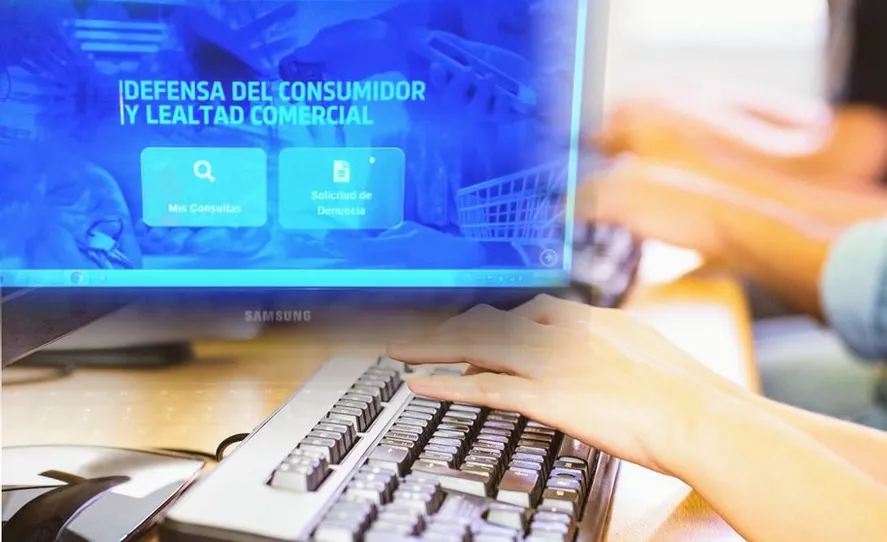 DEFENSA DEL CONSUMIDOR
Y LEALTAD COMERCIAL
Mis Consultas
Solicitud de
Denuncia
SAMSUNG